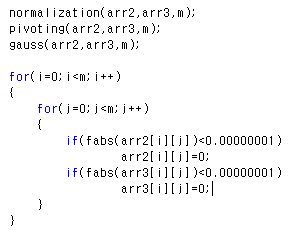 normalization(arr2,arr3,m);
pivoting(arr2,arr3,m);
gauss(arr2,arr3,m);
for(i=0;i<m;i++)
{
for(j=0;j<m;j++)
{
if(fabs(arr2[i][j])<0.00000001)
arr2[i][j]=0;
if(fabs(arr3[i][j])<0.00000001)
arr3[i][j]=0;
}
}